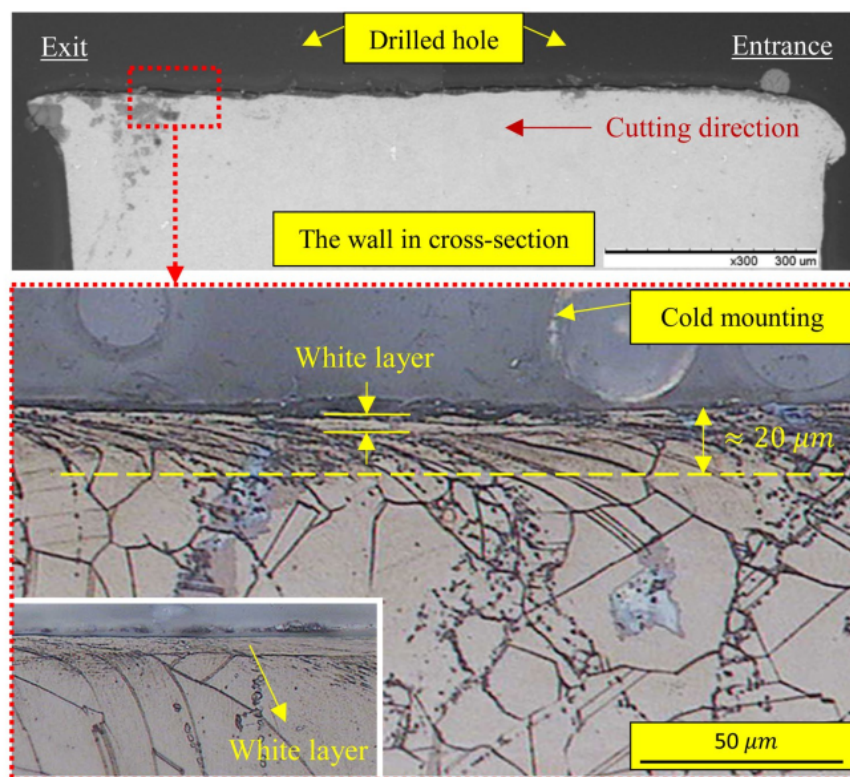 Exit
Drilled hole
Entrance
Cutting direction
The wall in cross-section
x300 300 um
Cold mounting
White layer
≈ 20 μm
White layer
50 μm